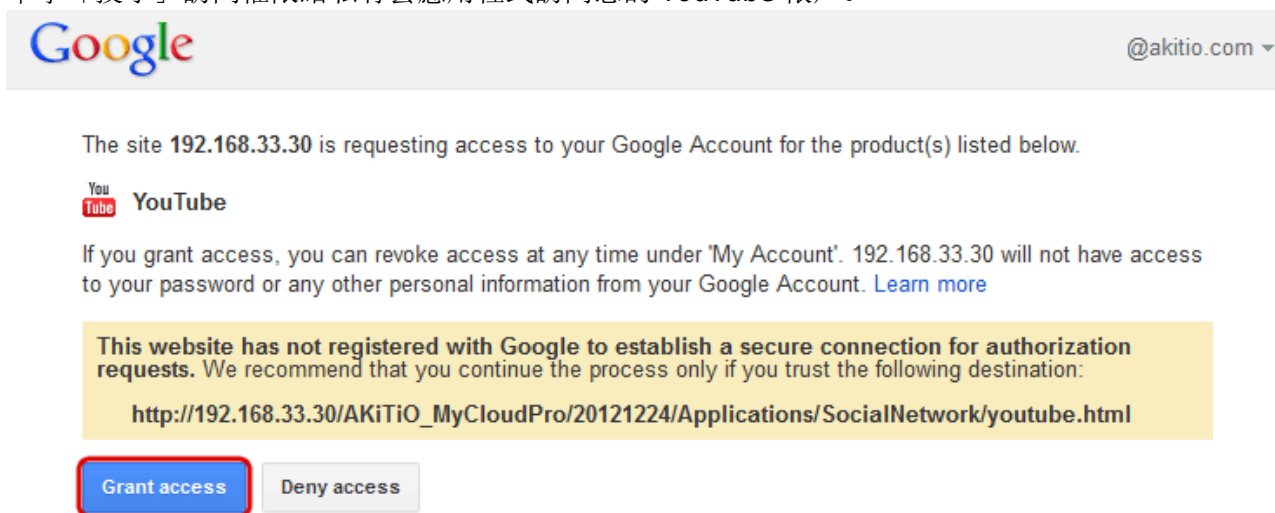 Google
@akitio.com
The site 192.168.33.30 is requesting access to your Google Account for the product(s) listed below.
You
Tube YouTube
If you grant access, you can revoke access at any time under 'My Account'. 192.168.33.30 will not have access
to your password or any other personal information from your Google Account. Learn more
This website has not registered with Google to establish a secure connection for authorization
requests. We recommend that you continue the process only if you trust the following destination:
http://192.168.33.30/AKiTiO_MyCloudPro/20121224/Applications/SocialNetwork/youtube.html
Grant access Deny access